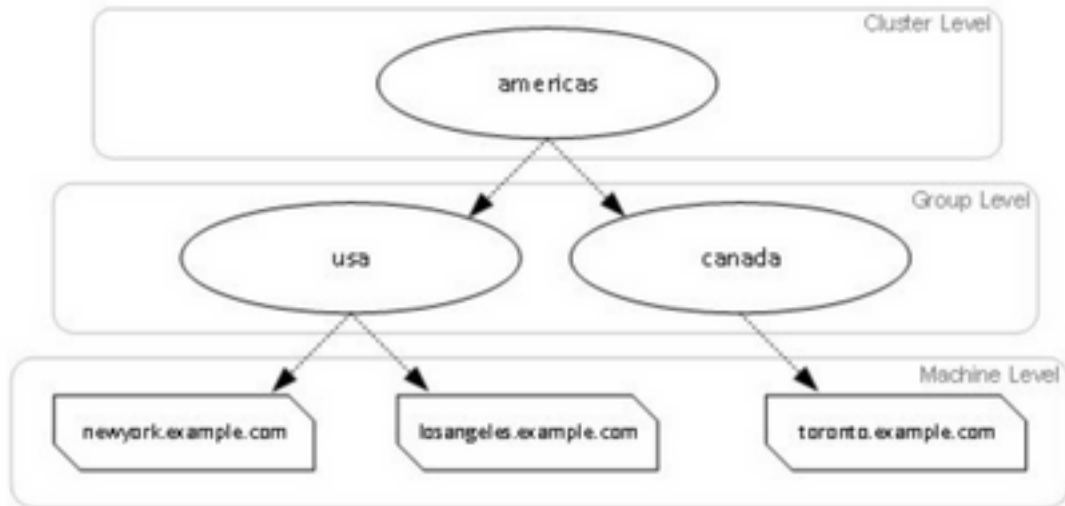 Cluster Level
americas
Group Level
usa
canada
Machine Level
newyork.example.com
losangeles.example.com
toronto.example.com